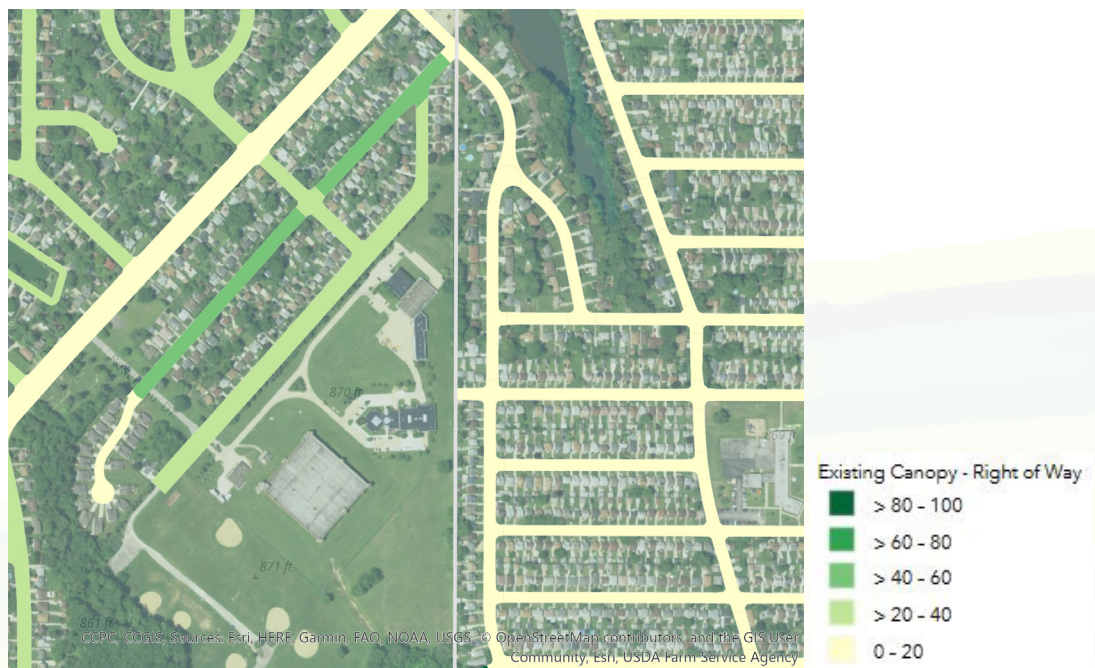 870 ft
871 ft
861 ft
CCPC, CCGIS, Sources: Esri, HERE, Garmin, FAO, NOAA, USGS, © OpenStreetMap contributors, and the GIS User
Community, Esri, USDA Farm Service Agency
Existing Canopy - Right of Way
> 80 - 100
> 60 - 80
> 40 - 60
> 20 - 40
0 - 20